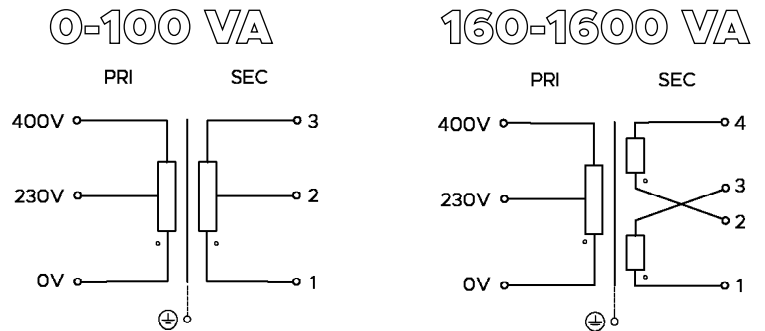 0-100 VA
PRI SEC
400V 3
230V 2
0V 1
160-1600 VA
PRI SEC
400V 4
3
230V
2
0V 1